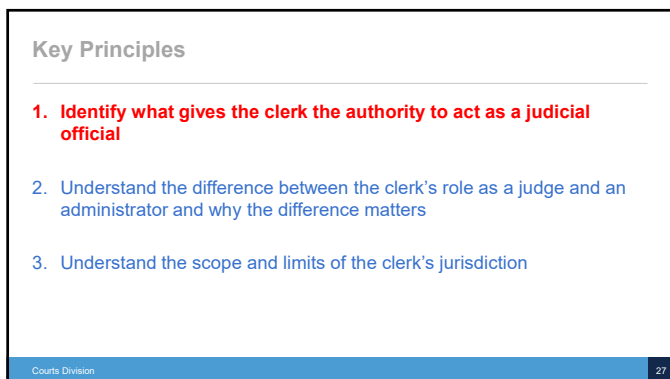 Key Principles
1. Identify what gives the clerk the authority to act as a judicial
official
2. Understand the difference between the clerk's role as a judge and an
administrator and why the difference matters
3. Understand the scope and limits of the clerk's jurisdiction
Courts Division
27